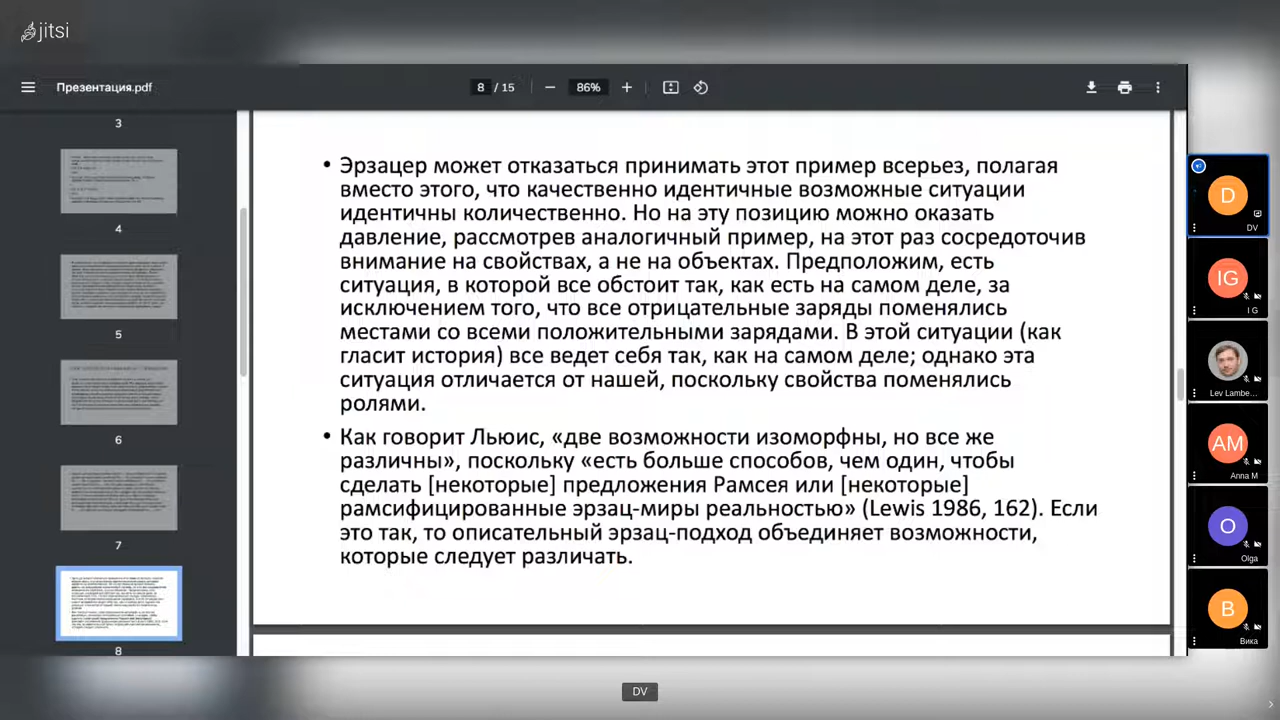 jitsi
Презентация.pdf
8 / 15
86%
3
4
5
6
7
8
• Эрзацер может отказаться принимать этот пример всерьез, полагая
вместо этого, что качественно идентичные возможные ситуации
идентичны количественно. Но на эту позицию можно оказать
давление, рассмотрев аналогичный пример, на этот раз сосредоточив
внимание на свойствах, а не на объектах. Предположим, есть
ситуация, в которой все обстоит так, как есть на самом деле, за
исключением того, что все отрицательные заряды поменялись
местами со всеми положительными зарядами. В этой ситуации (как
гласит история) все ведет себя так, как на самом деле; однако эта
ситуация отличается от нашей, поскольку свойства поменялись
ролями.
• Как говорит Льюис, «две возможности изоморфны, но все же
различны», поскольку «есть больше способов, чем один, чтобы
сделать [некоторые] предложения Рамсея или [некоторые]
рамсифицированные эрзац-миры реальностью» (Lewis 1986, 162). Если
это так, то описательный эрзац-подход объединяет возможности,
которые следует различать.
D
DV
IG
I G
Lev Lambe...
AM
Anna M
O
Olga
В
Вика
DV